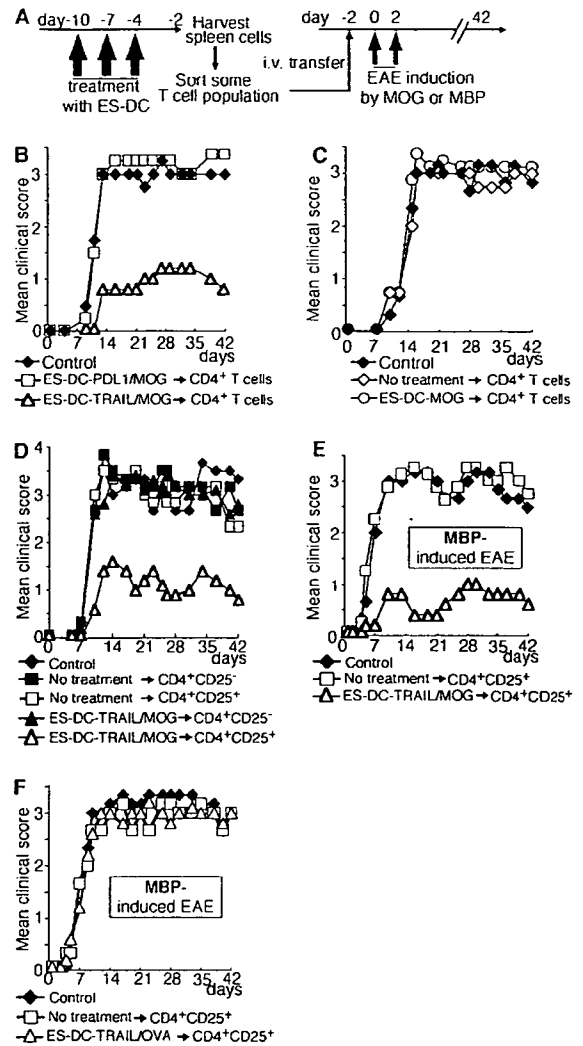 A
day-10 -7 -4 -2
Harvest
spleen cells
treatment
with ES-DC
Sort some
T cell population
i.v. transfer
day -2 0 2 42
EAE induction
by MOG or MBP
B
Mean clinical score
3
2
1
0
0 7 14 21 28 35 42
days
Control
ES-DC-PDL1/MOG → CD4+ T cells
ES-DC-TRAIL/MOG → CD4+ T cells
C
Mean clinical score
3
2
1
0
0 7 14 21 28 35 42
days
Control
No treatment → CD4+ T cells
ES-DC-MOG → CD4+ T cells
D
Mean clinical score
4
3
2
1
0
0 7 14 21 28 35 42
days
Control
No treatment → CD4+CD25-
No treatment → CD4+CD25+
ES-DC-TRAIL/MOG → CD4+CD25-
ES-DC-TRAIL/MOG → CD4+CD25+
E
Mean clinical score
3
2
1
0
MBP-
induced EAE
0 7 14 21 28 35 42
days
Control
No treatment → CD4+CD25+
ES-DC-TRAIL/MOG → CD4+CD25+
F
Mean clinical score
3
2
1
0
MBP-
induced EAE
0 7 14 21 28 35 42
days
Control
No treatment → CD4+CD25+
ES-DC-TRAIL/OVA → CD4+CD25+